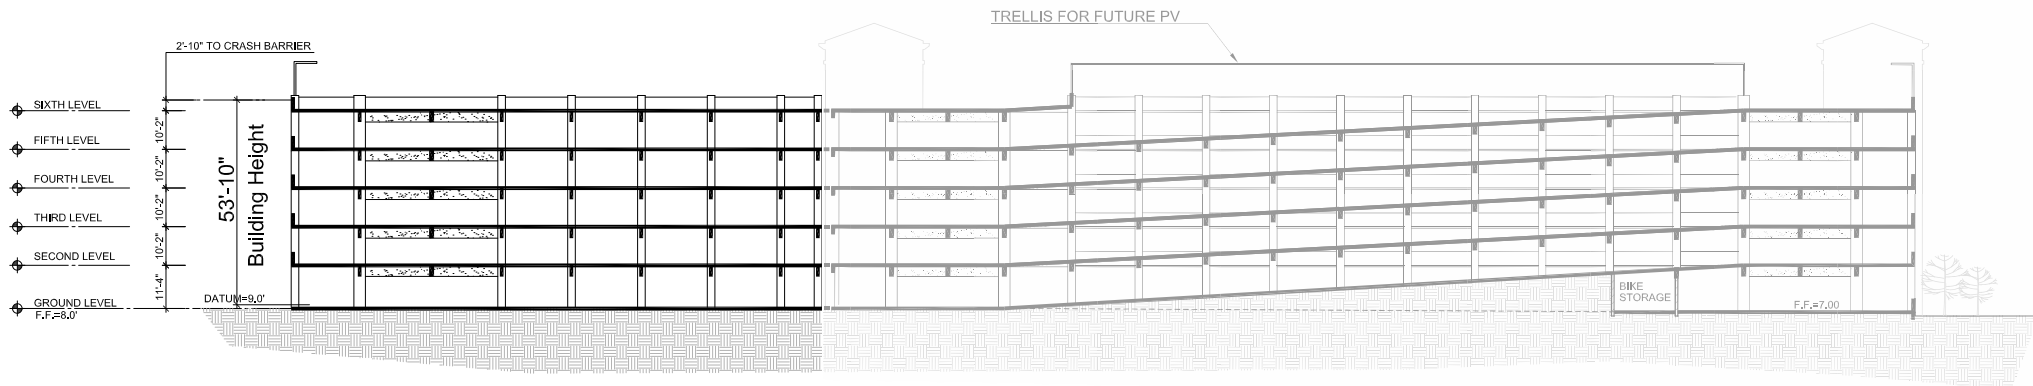 TRELLIS FOR FUTURE PV
2'-10" TO CRASH BARRIER
SIXTH LEVEL
10'-2"
FIFTH LEVEL
10'-2"
FOURTH LEVEL
10'-2"
THIRD LEVEL
10'-2"
SECOND LEVEL
11'-4"
GROUND LEVEL
F.F.=8.0'
53'-10"
Building Height
DATUM=9.0'
BIKE
STORAGE
F.F.=7.00